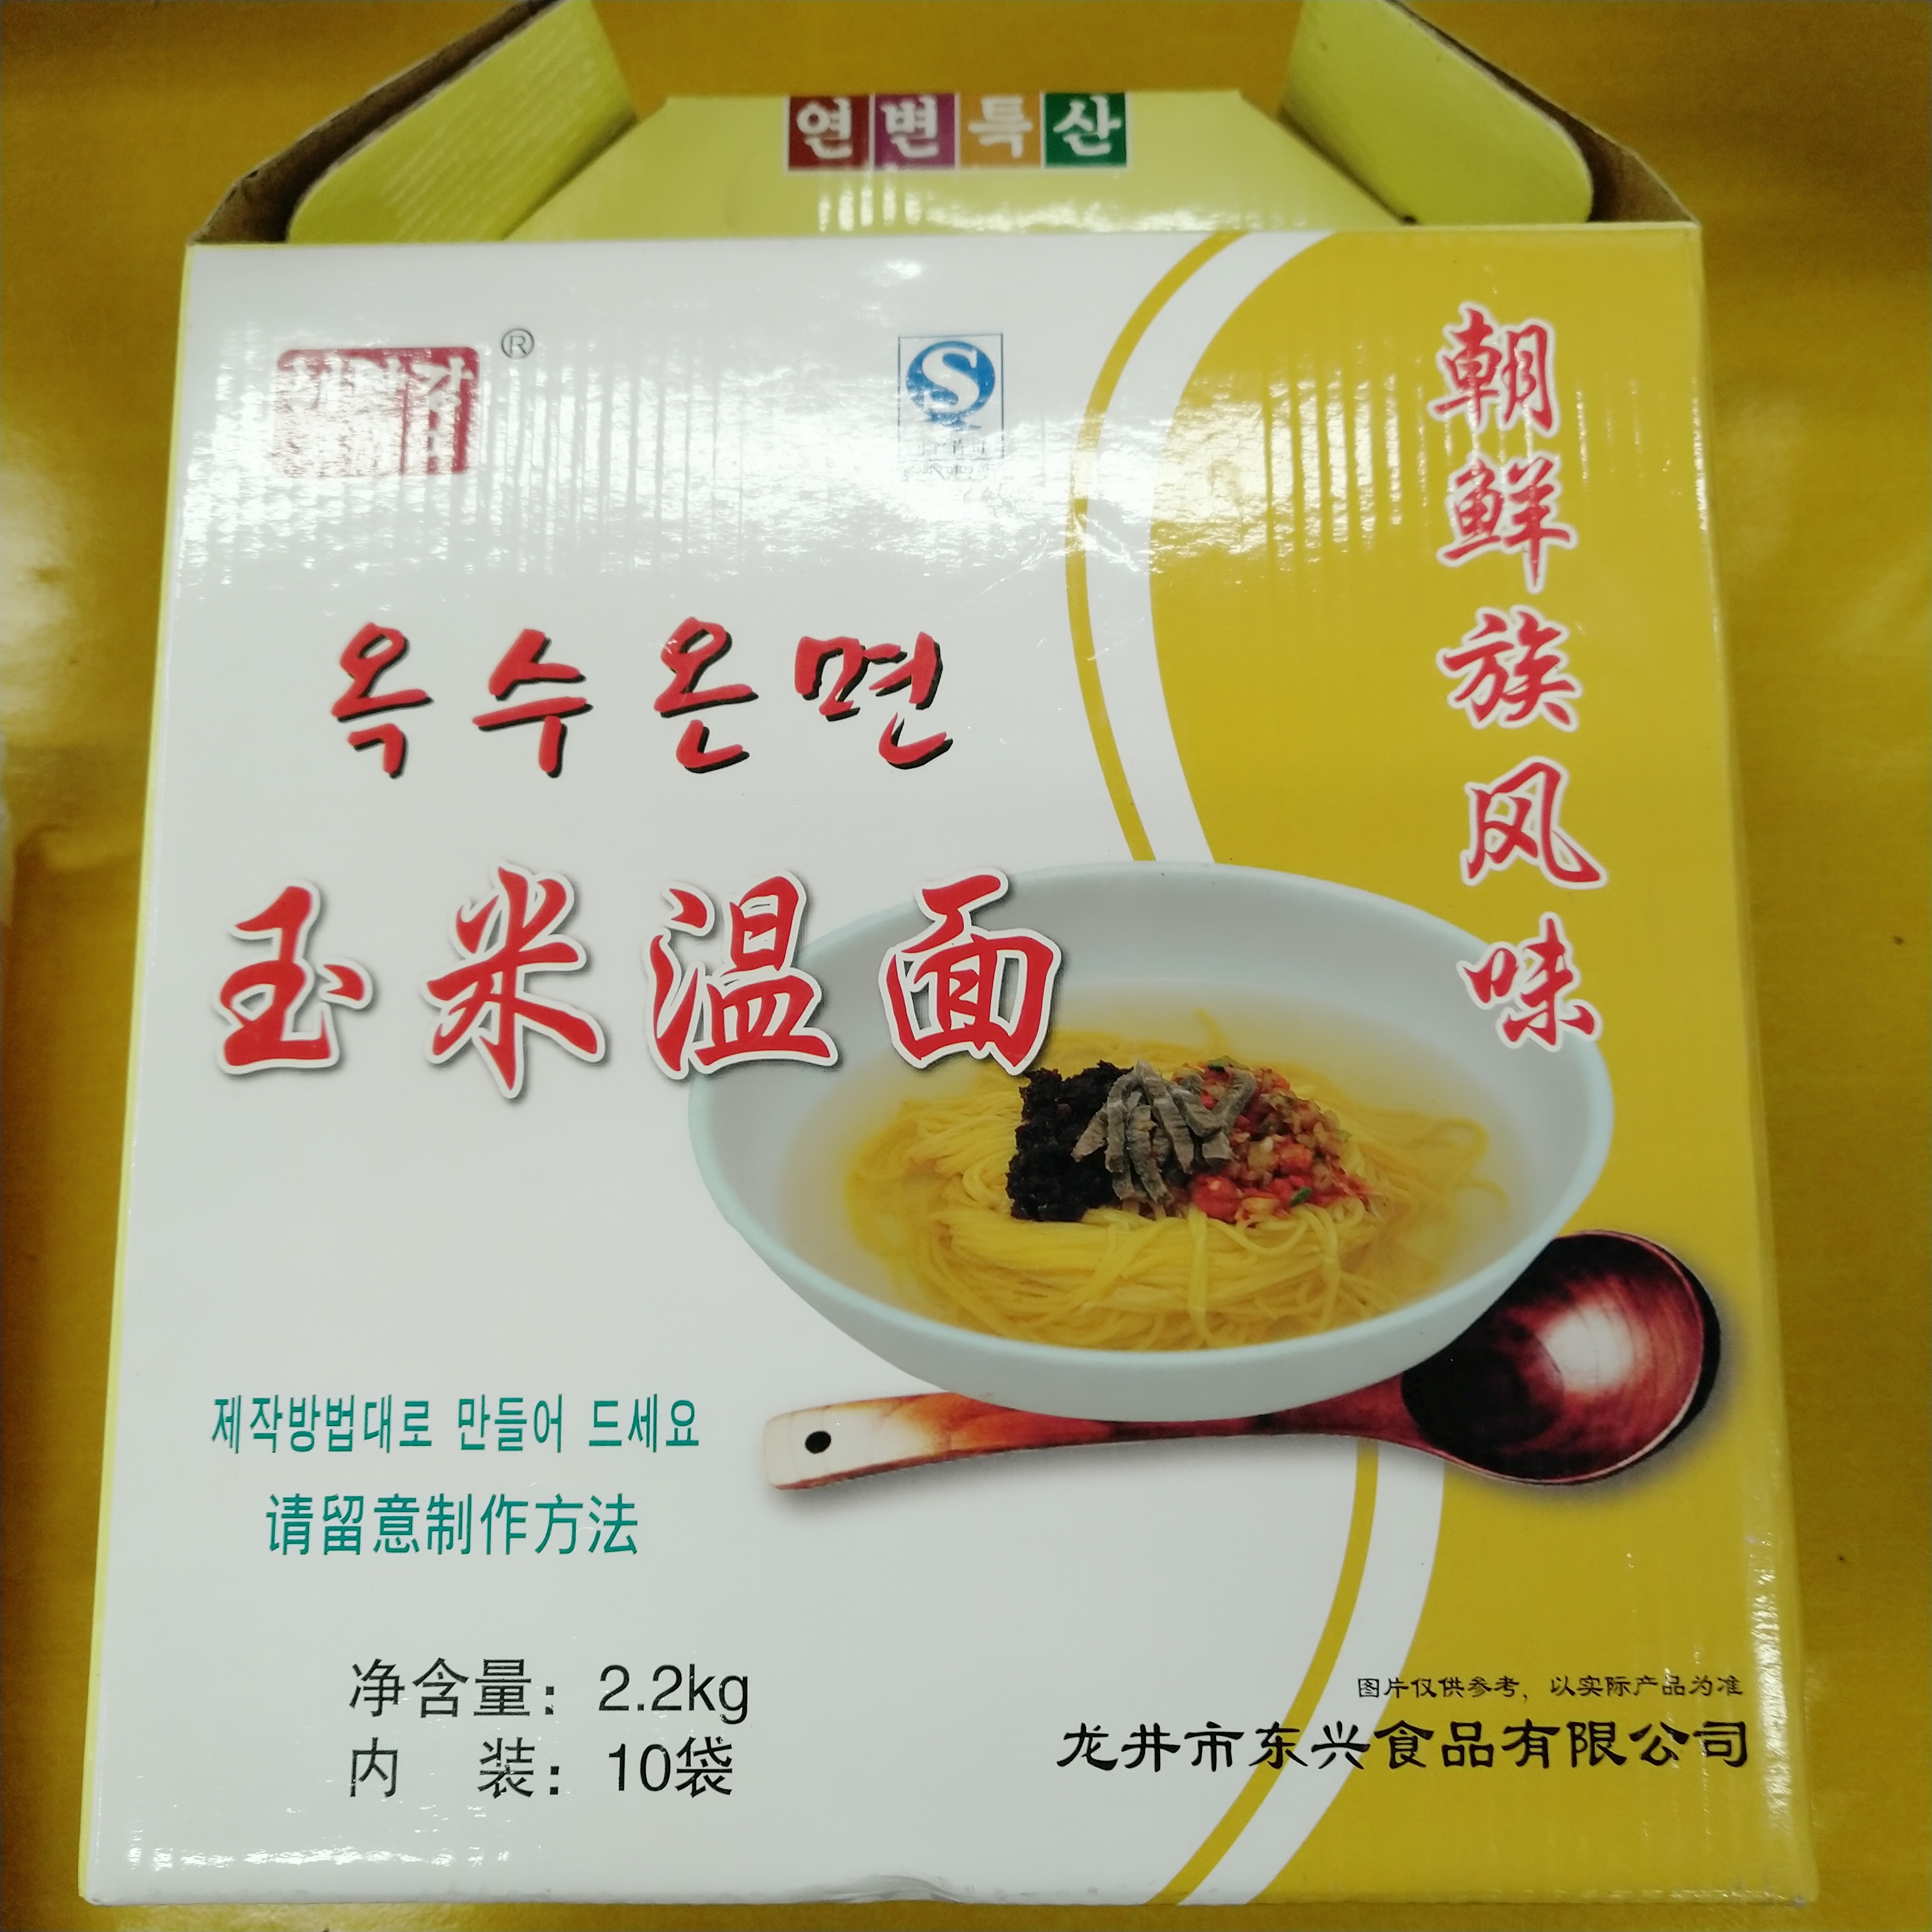 연변특산
®
朝鲜族风味
옥수온면
玉米温面
제작방법대로 만들어 드세요
请留意制作方法
净含量：2.2kg
内 装：10袋
图片仅供参考，以实际产品为准
龙井市东兴食品有限公司